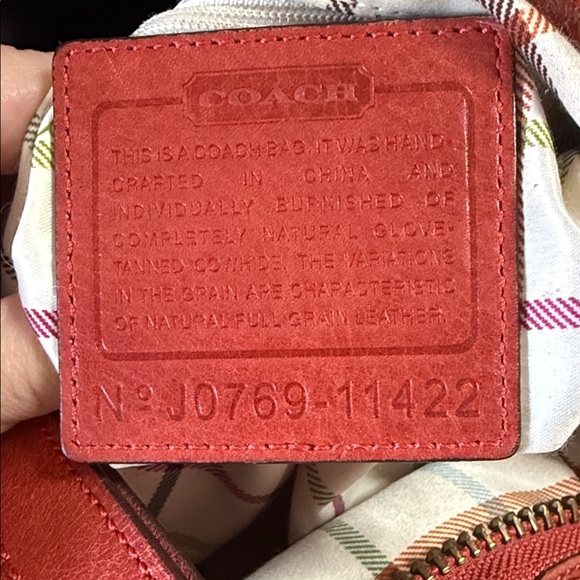 COACH
THIS IS A COACH BAG. IT WAS HAND-
CRAFTED IN CHINA AND
INDIVIDUALLY BURNISHED OF
COMPLETELY NATURAL GLOVE-
TANNED COWHIDE. THE VARIATIONS
IN THE GRAIN ARE CHARACTERISTIC
OF NATURAL FULL GRAIN LEATHER.
Nº J0769-11422